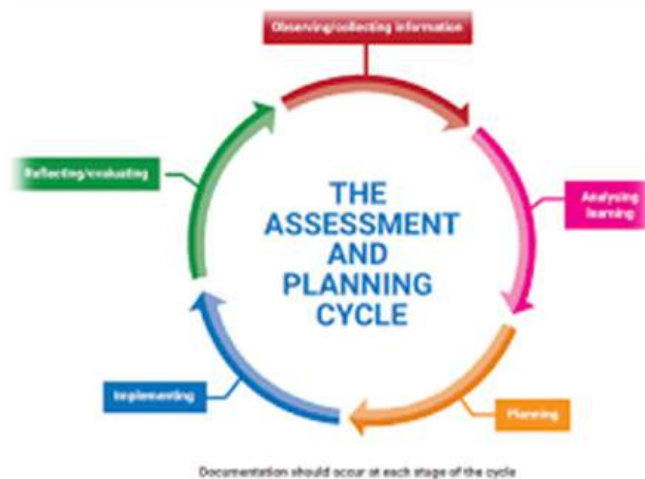 Observing/collecting information
Analysing
learning
Planning
Implementing
Reflecting/evaluating
THE
ASSESSMENT
AND
PLANNING
CYCLE
Documentation should occur at each stage of the cycle